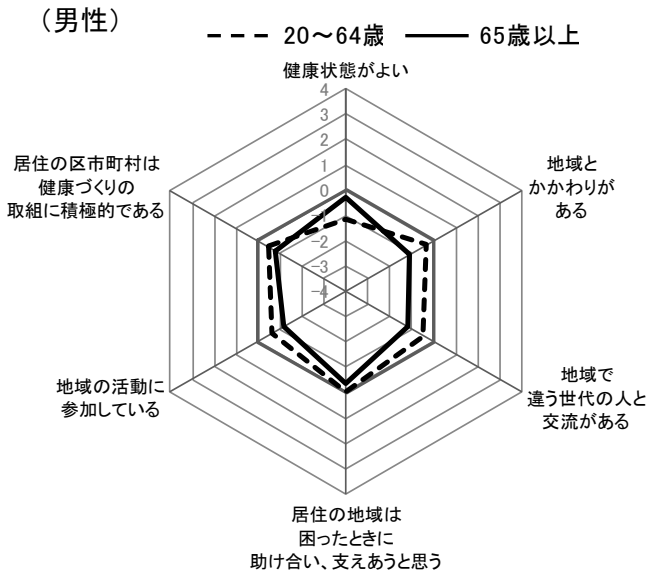 (男性)
20～64歳
65歳以上
健康状態がよい
4
3
2
1
0
-1
-2
-3
-4
地域と
かかわりが
ある
地域で
違う世代の人と
交流がある
居住の地域は
困ったときに
助け合い、支えあうと思う
地域の活動に
参加している
居住の区市町村は
健康づくりの
取組に積極的である